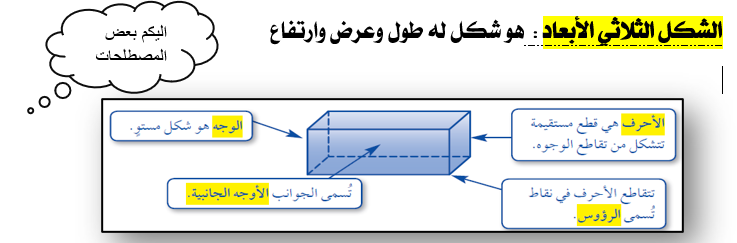 الشكل الثلاثي الأبعاد : هو شكل له طول وعرض وارتفاع
اليكم بعض
المصطلحات
الأحرف هي قطع مستقيمة
تتشكل من تقاطع الوجوه.
الوجه هو شكل مستوٍ.
تُسمى الجوانب الأوجه الجانبية.
تتقاطع الأحرف في نقاط
تُسمى الرؤوس.